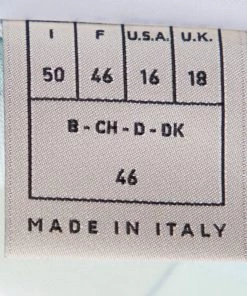 I F U.S.A. U.K.
50 46 16 18
B - CH - D - DK
46
MADE IN ITALY